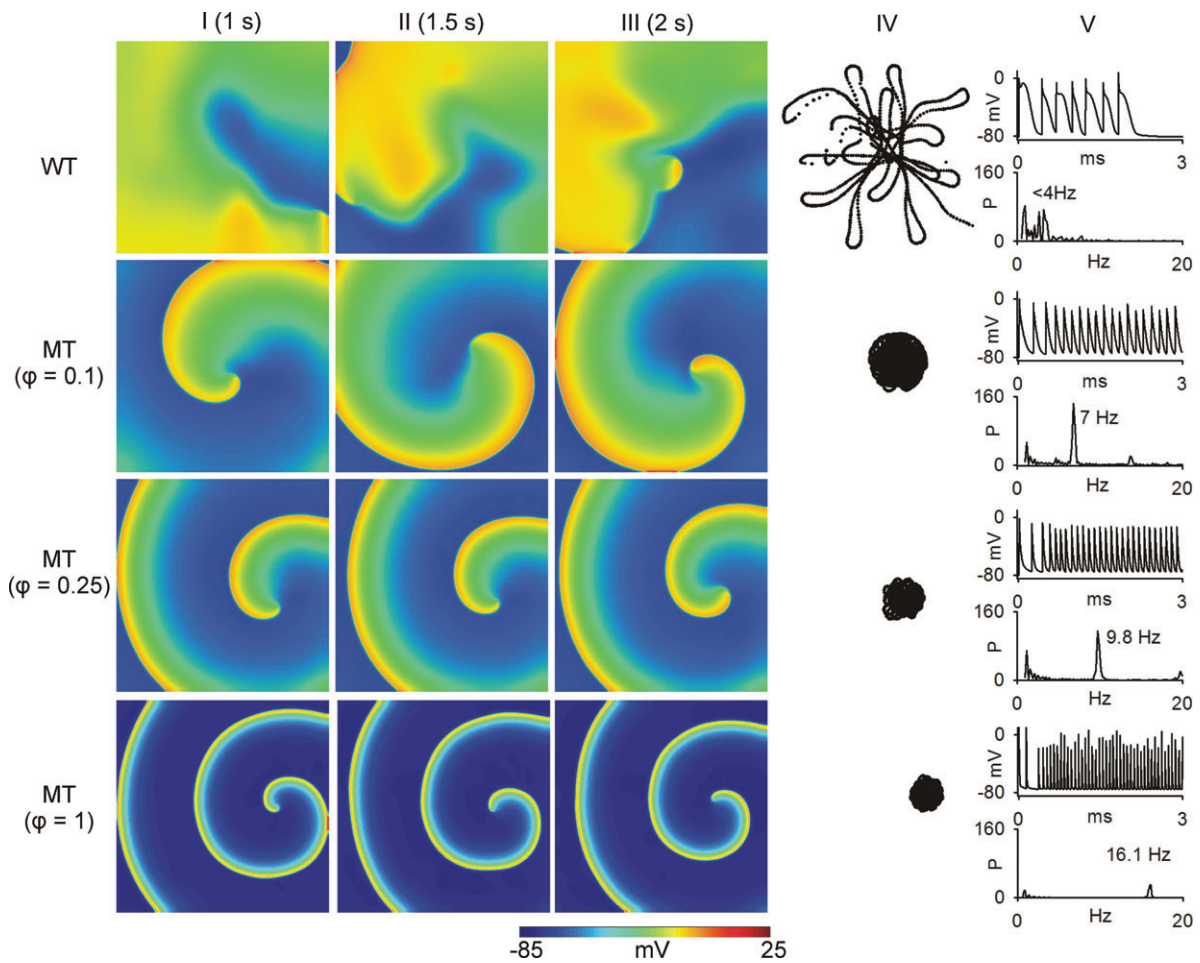 I (1 s) II (1.5 s) III (2 s) IV V
WT
0
-80
mV
0 3
ms
160
0
P
<4Hz
0 20
Hz
MT
(φ = 0.1)
0
-80
mV
0 3
ms
160
0
P
7 Hz
0 20
Hz
MT
(φ = 0.25)
0
-80
mV
0 3
ms
160
0
P
9.8 Hz
0 20
Hz
MT
(φ = 1)
0
-80
mV
0 3
ms
160
0
P
16.1 Hz
0 20
Hz
-85 mV 25